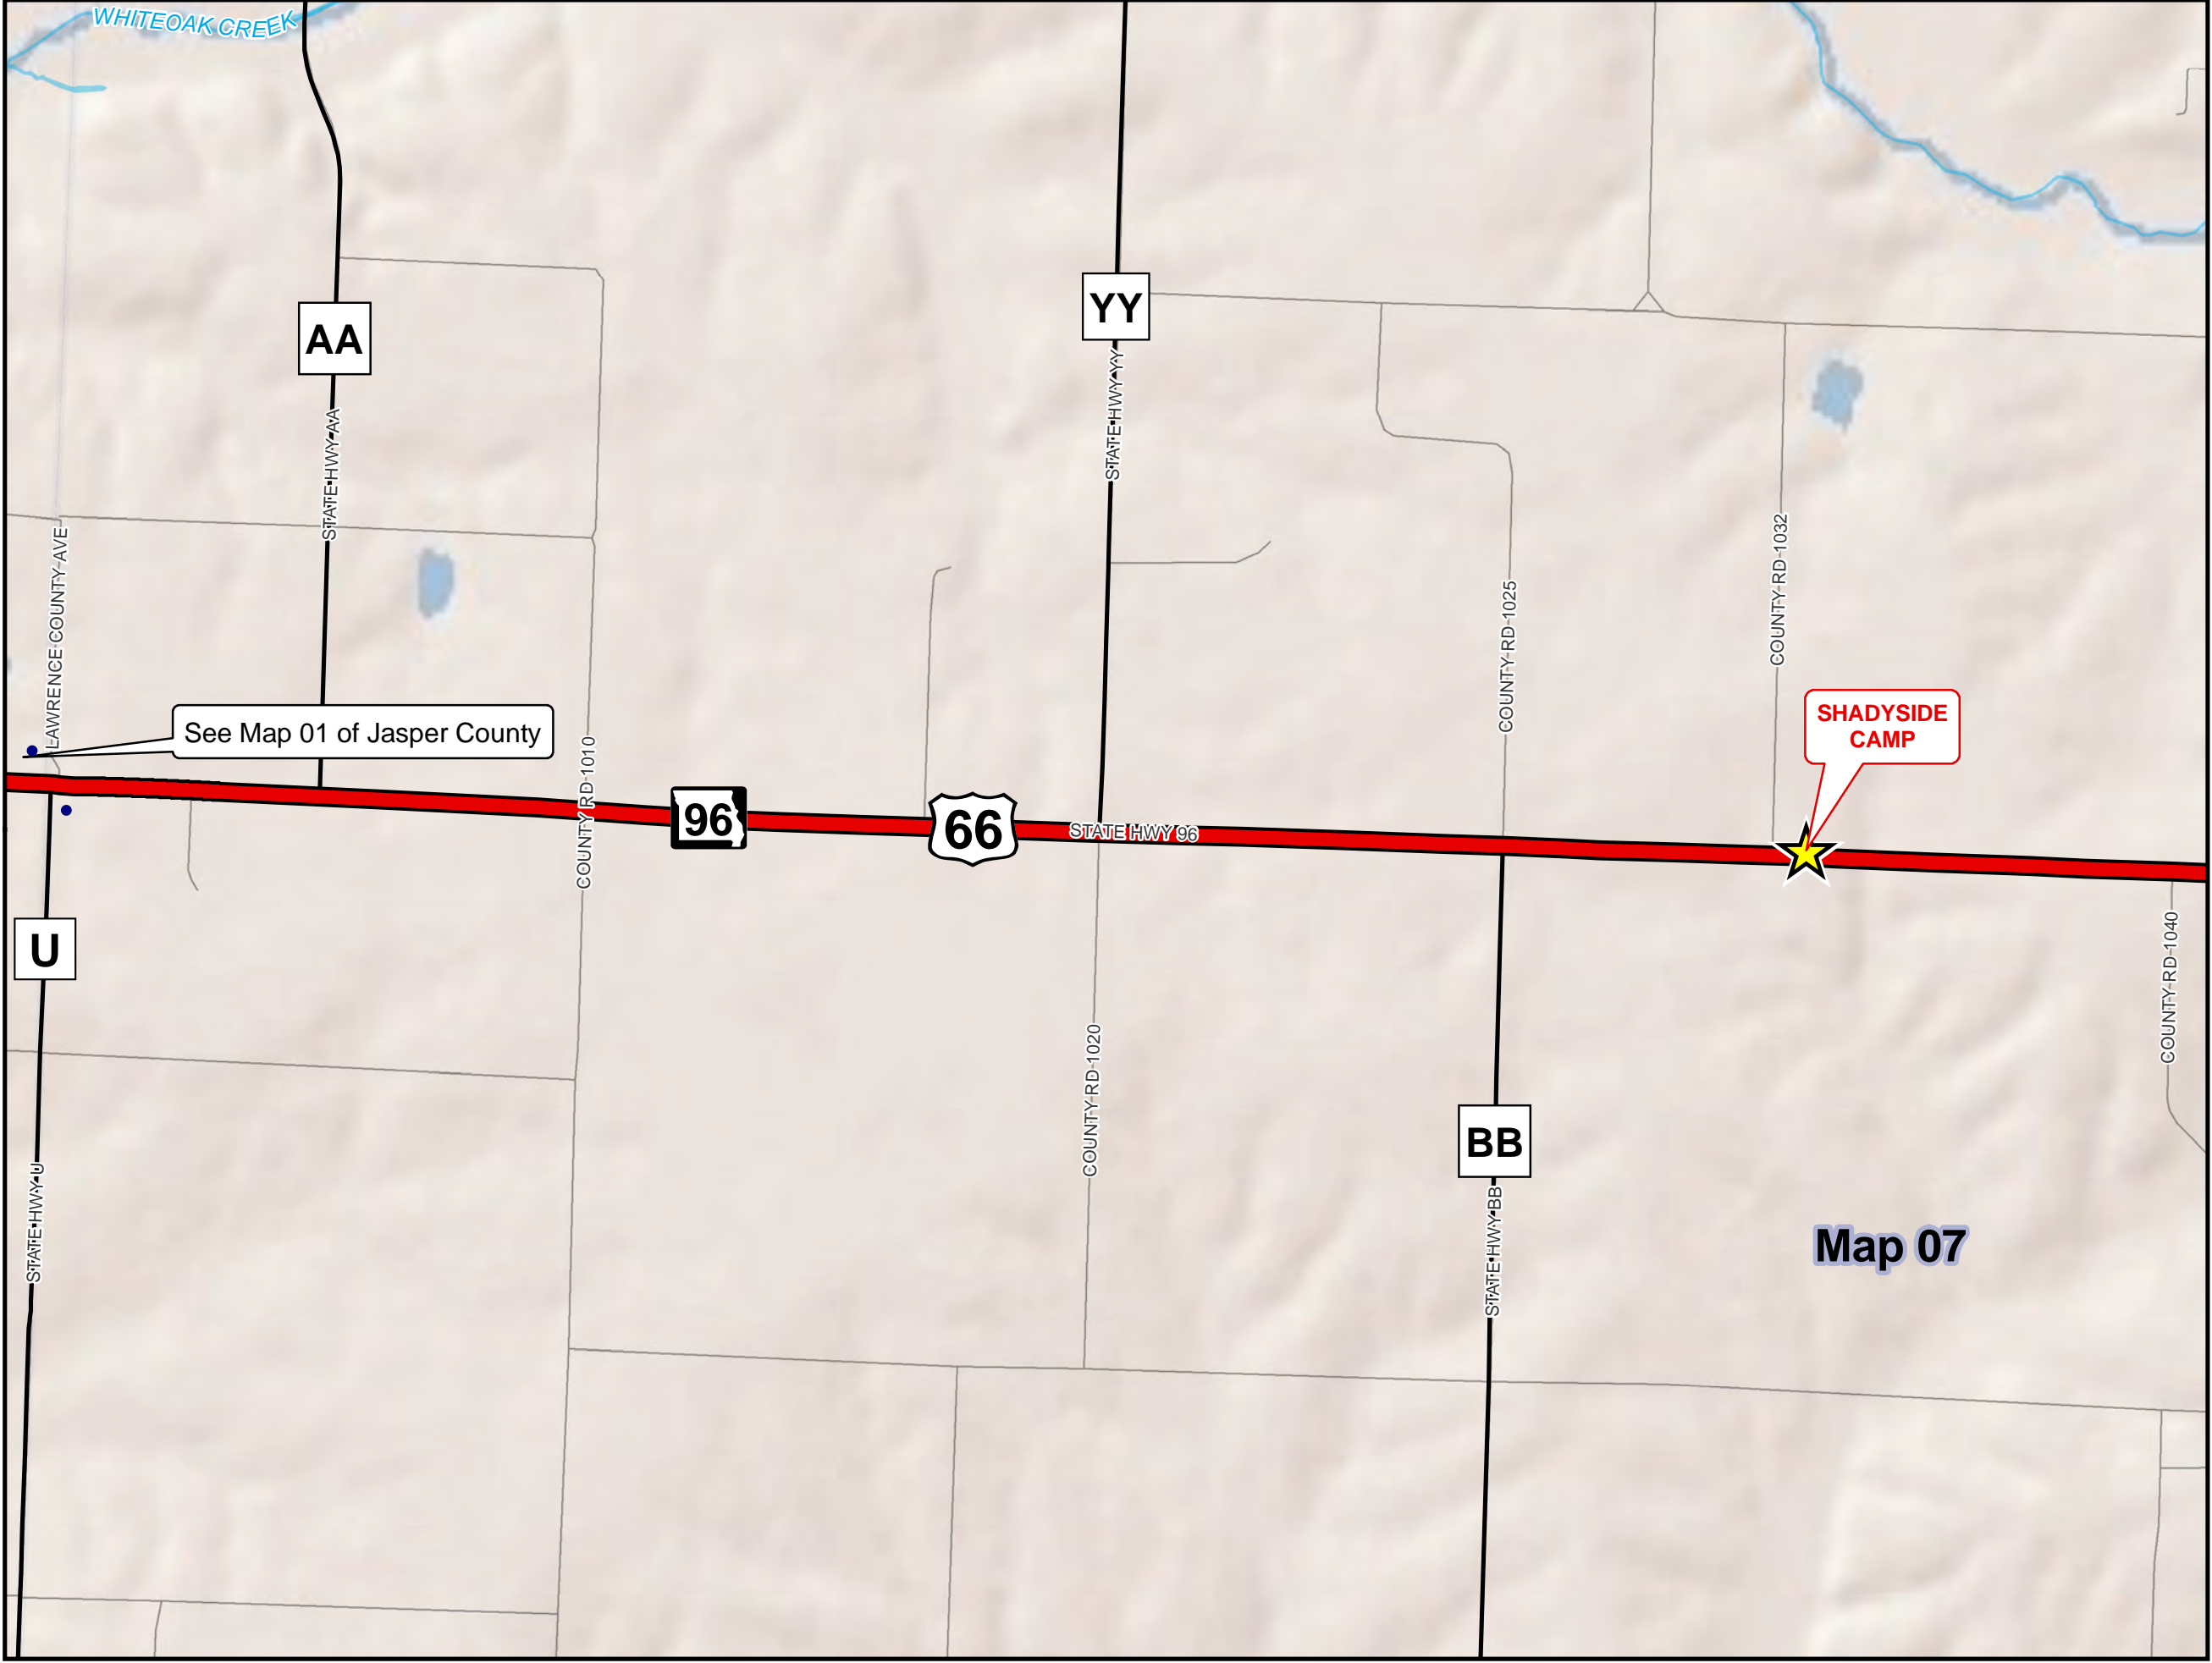 WHITEOAK CREEK
AA
YY
STATE HWY AA
STATE HWY YY
LAWRENCE COUNTY AVE
COUNTY RD 1032
COUNTY RD 1025
See Map 01 of Jasper County
SHADYSIDE
CAMP
COUNTY RD 1010
96
66
STATE HWY 96
U
COUNTY RD 1040
COUNTY RD 1020
BB
STATE HWY U
STATE HWY BB
Map 07